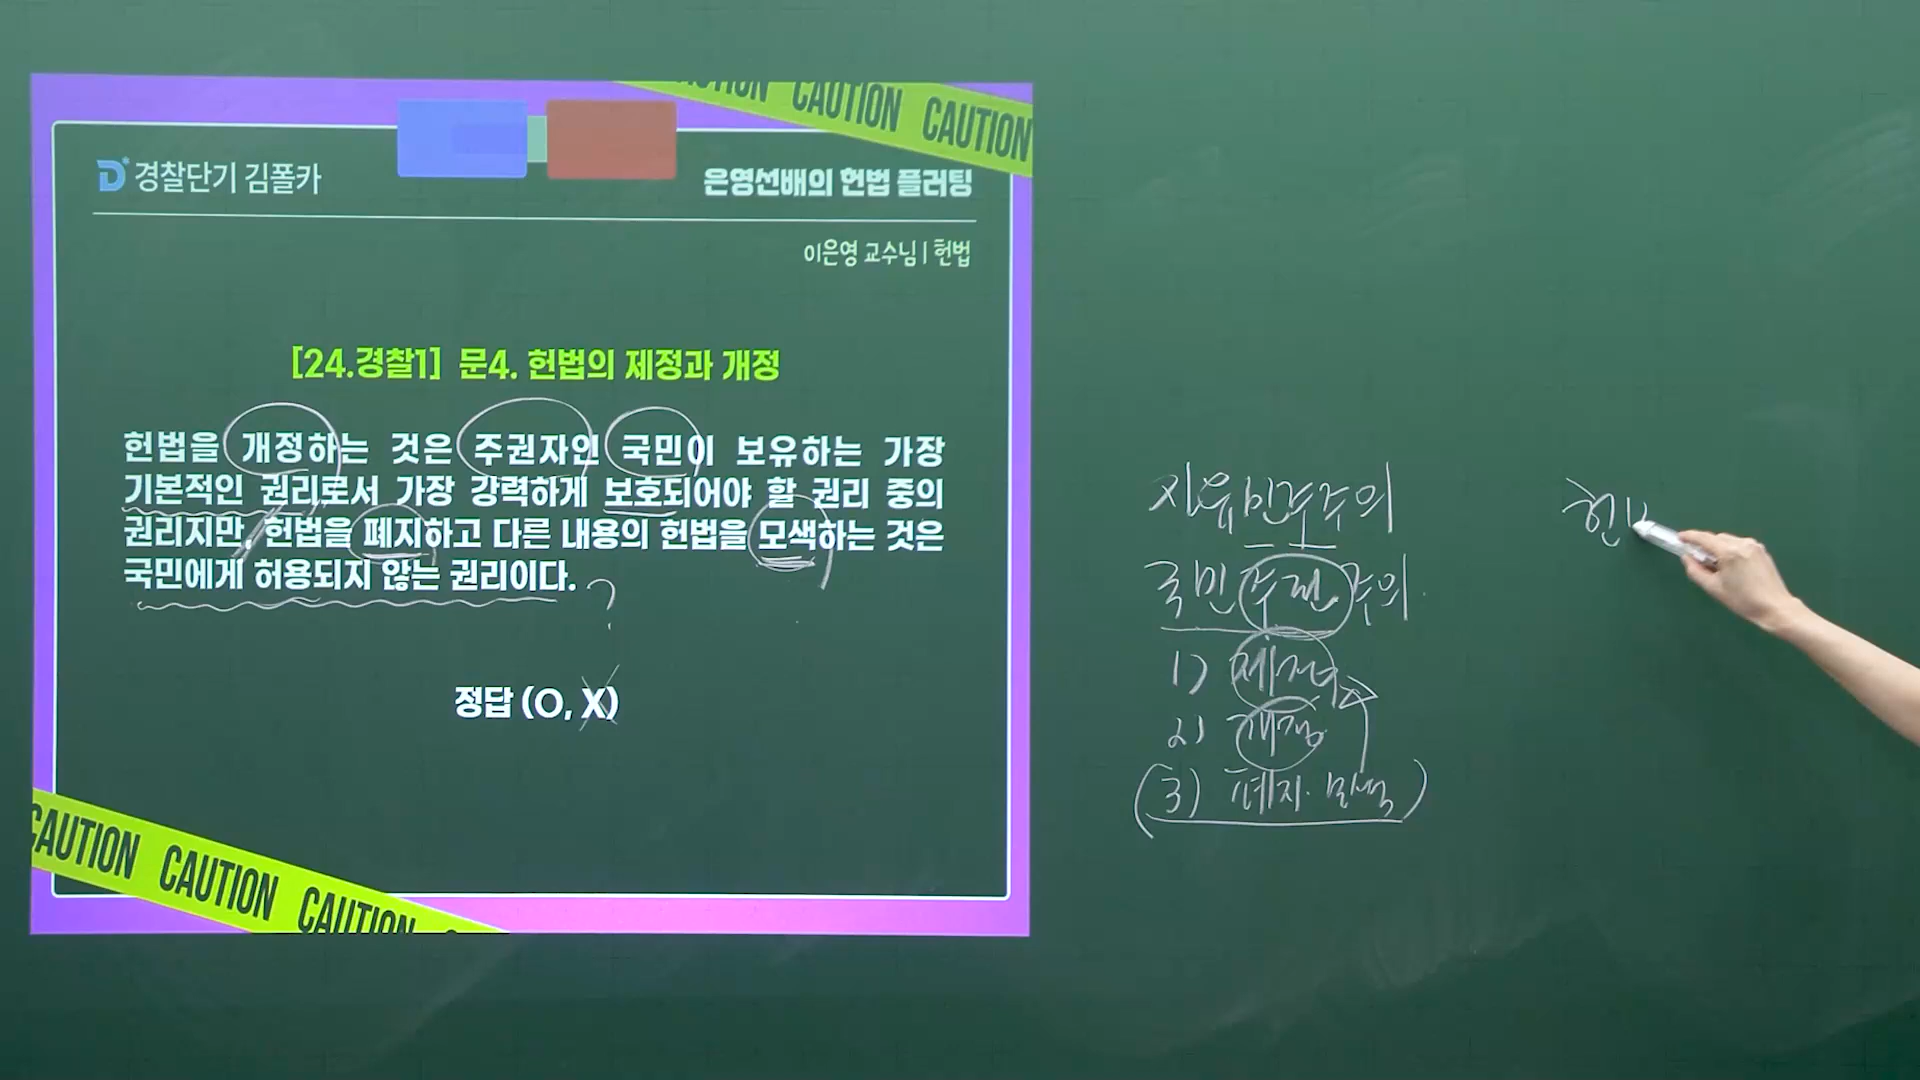 CAUTION CAUTION CAUTION
경찰단기 김폴카
은영선배의 헌법 플러팅
이은영 교수님 | 헌법
[24.경찰1] 문4. 헌법의 제정과 개정
헌법을 개정하는 것은 주권자인 국민이 보유하는 가장
기본적인 권리로서 가장 강력하게 보호되어야 할 권리 중의
권리지만, 헌법을 폐지하고 다른 내용의 헌법을 모색하는 것은
국민에게 허용되지 않는 권리이다.
?
정답 (O, X)
CAUTION CAUTION CAUTION
자유민주주의
국민주권주의
1) 제정
2) 개정
(3) 폐지·모색)
헌